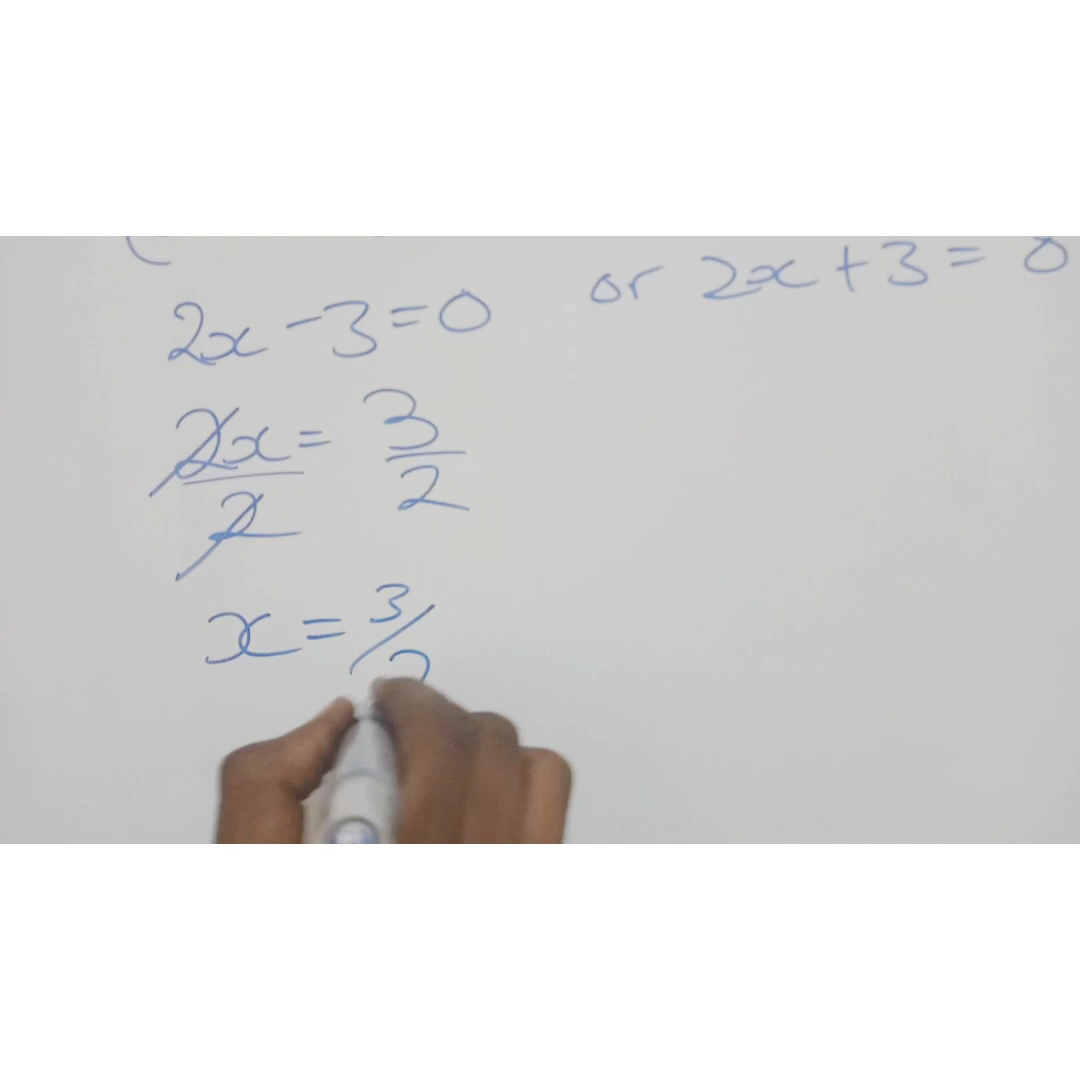 2x - 3 = 0 or 2x + 3 = 0
2x = 3
2 2
x = 3/2